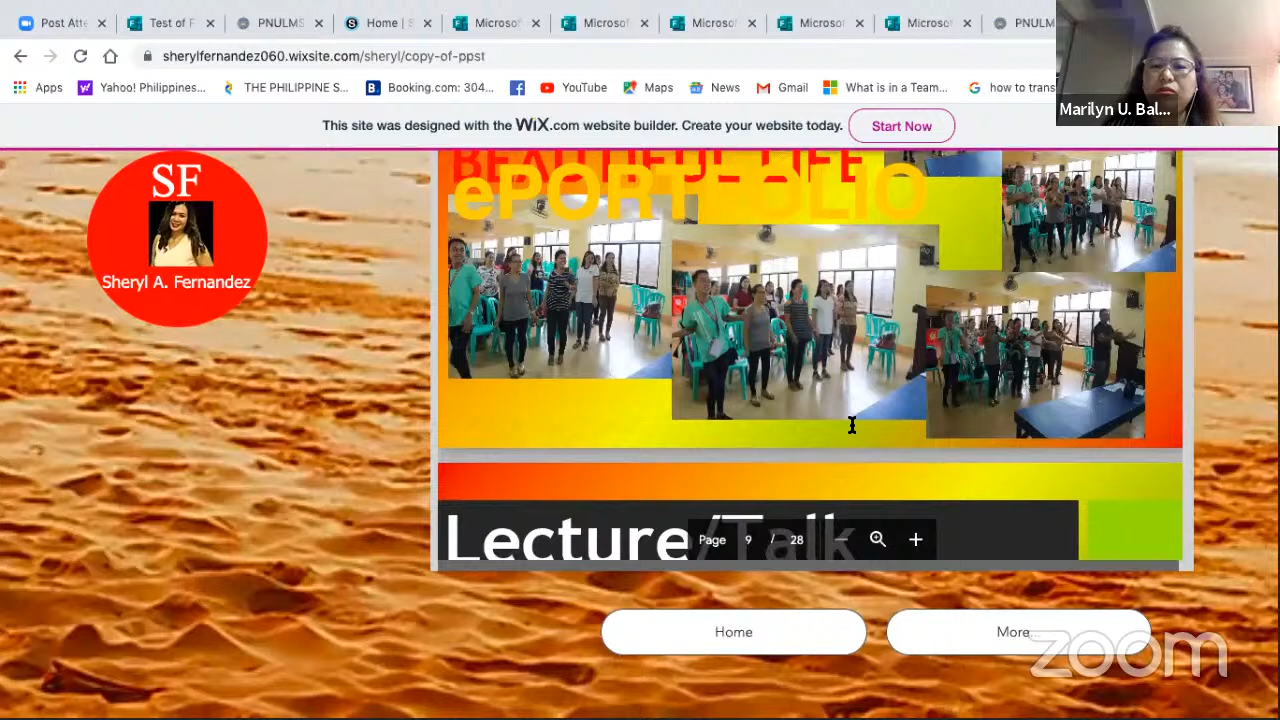 Post Atte
Test of F
PNULMS
Home | S
Microsof
Microsof
Microsof
Microsof
Microsof
PNULM
sherylfernandez060.wixsite.com/sheryl/copy-of-ppst
Apps
Yahoo! Philippines...
THE PHILIPPINE S...
Booking.com: 304...
YouTube
Maps
News
Gmail
What is in a Team...
how to trans
Marilyn U. Bal...
This site was designed with the WiX.com website builder. Create your website today.
Start Now
SF
Sheryl A. Fernandez
BEAUTIFUL LIFE
ePORTFOLIO
Lecture/Talk
Page 9 / 28
Home
More...
zoom